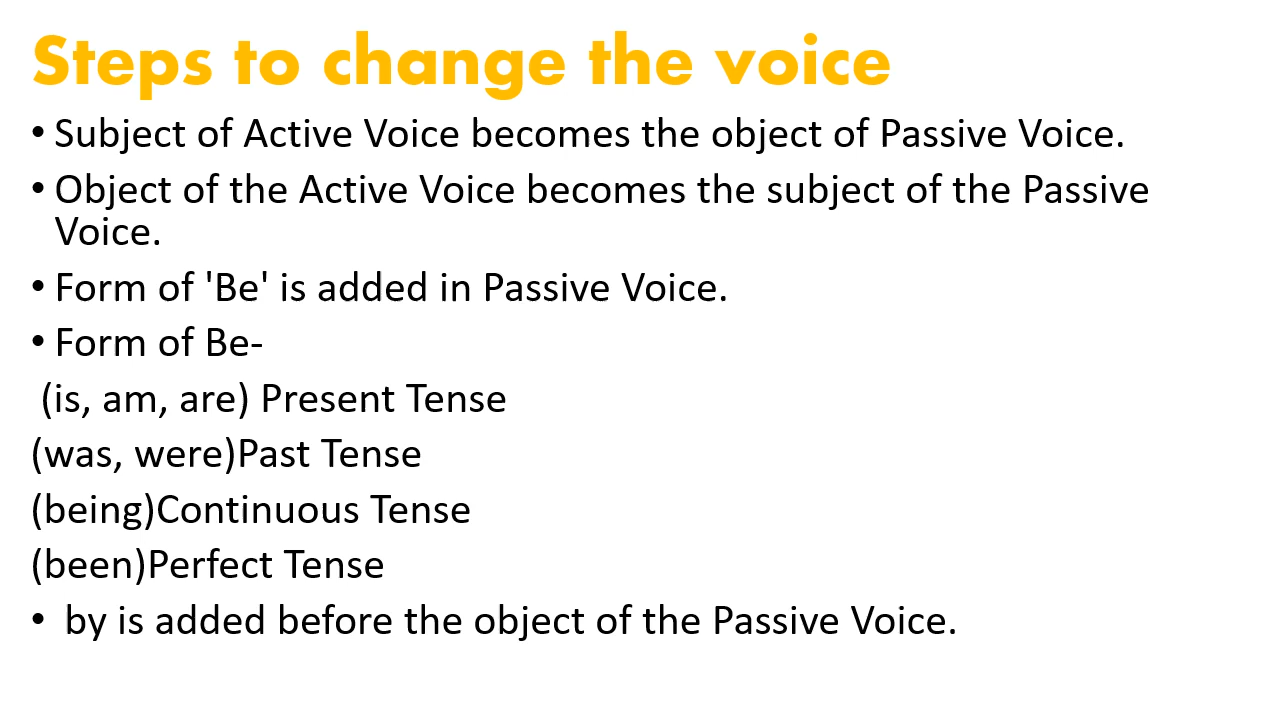 Steps to change the voice
• Subject of Active Voice becomes the object of Passive Voice.
• Object of the Active Voice becomes the subject of the Passive
Voice.
• Form of 'Be' is added in Passive Voice.
• Form of Be-
(is, am, are) Present Tense
(was, were)Past Tense
(being)Continuous Tense
(been)Perfect Tense
• by is added before the object of the Passive Voice.